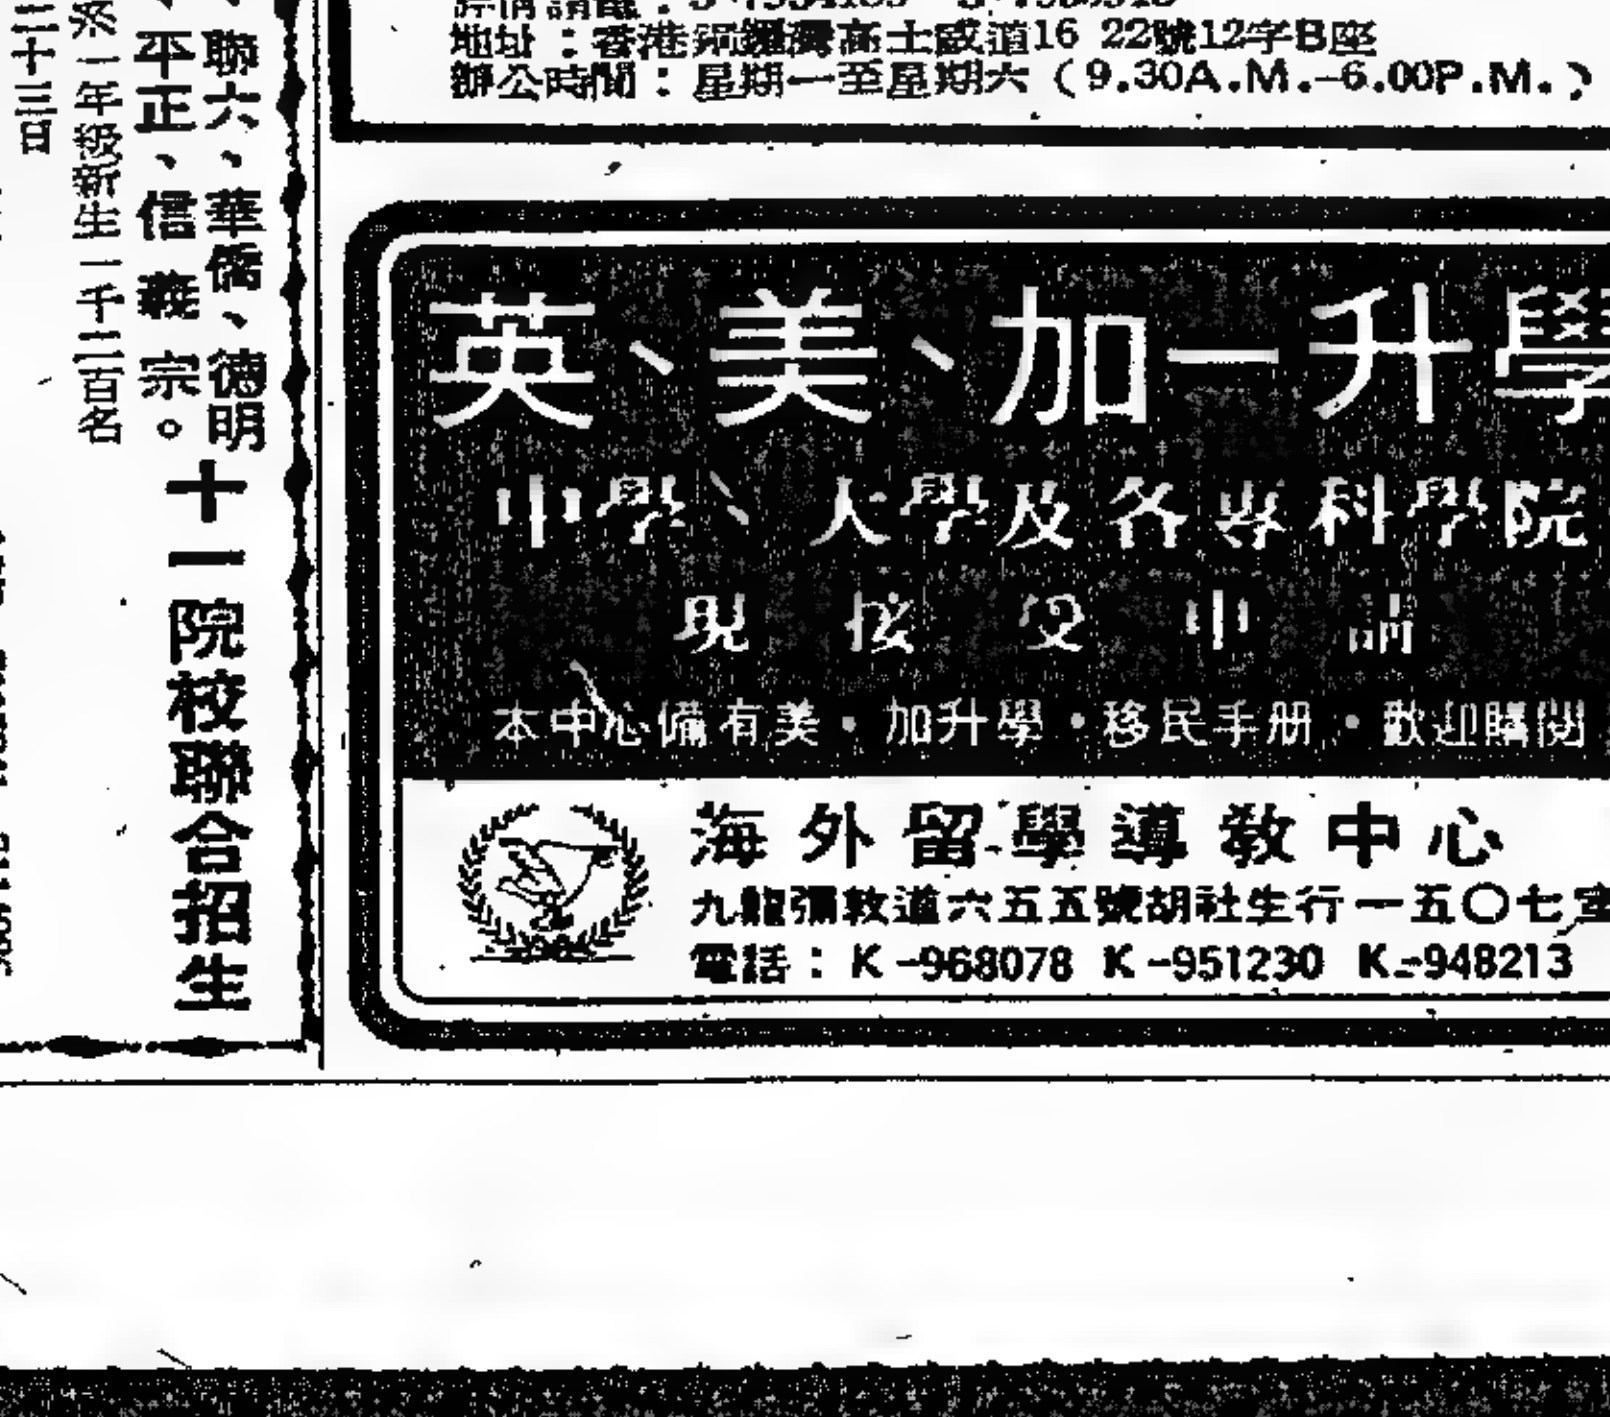 十一院校聯合招生
、聯六、華僑、德明
、平正、信義宗。
一年級新生一千二百名
二十三日
地址：香港銅鑼灣高士威道16 22號12字B座
辦公時間：星期一至星期六（9.30A.M.-6.00P.M.）
英、美、加一升學
中學、大學及各專科學院
現接受申請
本中心備有美·加升學·移民手册·歡迎購閱
海外留學導教中心
九龍彌敦道六五五號胡社生行一五〇七室
電話：K-968078 K-951230 K-948213